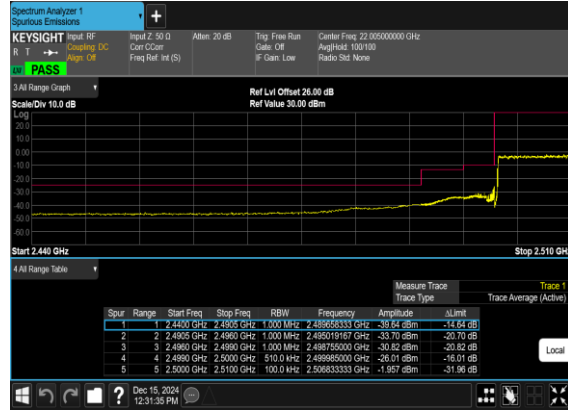 Spectrum Analyzer 1
Spurious Emissions
+
KEYSIGHT Input: RF Input Z: 50 Ω Atten: 20 dB Trig: Free Run Center Freq: 22.005000000 GHz
R T Coupling: DC Corr CCorr Gate: Off Avg|Hold: 100/100
Align: Off Freq Ref: Int (S) IF Gain: Low Radio Std: None
LW PASS
3 All Range Graph
Ref Lvl Offset 26.00 dB
Scale/Div 10.0 dB Ref Value 30.00 dBm
Log
20.0
10.0
0.00
-10.0
-20.0
-30.0
-40.0
-50.0
-60.0
Start 2.440 GHz Stop 2.510 GHz
4 All Range Table
Measure Trace Trace 1
Trace Type Trace Average (Active)
Spur Range Start Freq Stop Freq RBW Frequency Amplitude ΔLimit
1 1 2.4400 GHz 2.4905 GHz 1.000 MHz 2.489658333 GHz -39.64 dBm -14.64 dB
2 2 2.4905 GHz 2.4960 GHz 1.000 MHz 2.495019167 GHz -33.70 dBm -20.70 dB
3 3 2.4960 GHz 2.4990 GHz 1.000 MHz 2.498755000 GHz -30.82 dBm -20.82 dB
4 4 2.4990 GHz 2.5000 GHz 510.0 kHz 2.499985000 GHz -26.01 dBm -16.01 dB
5 5 2.5000 GHz 2.5100 GHz 100.0 kHz 2.506833333 GHz -1.957 dBm -31.96 dB
Local
? Dec 15, 2024
12:31:35 PM